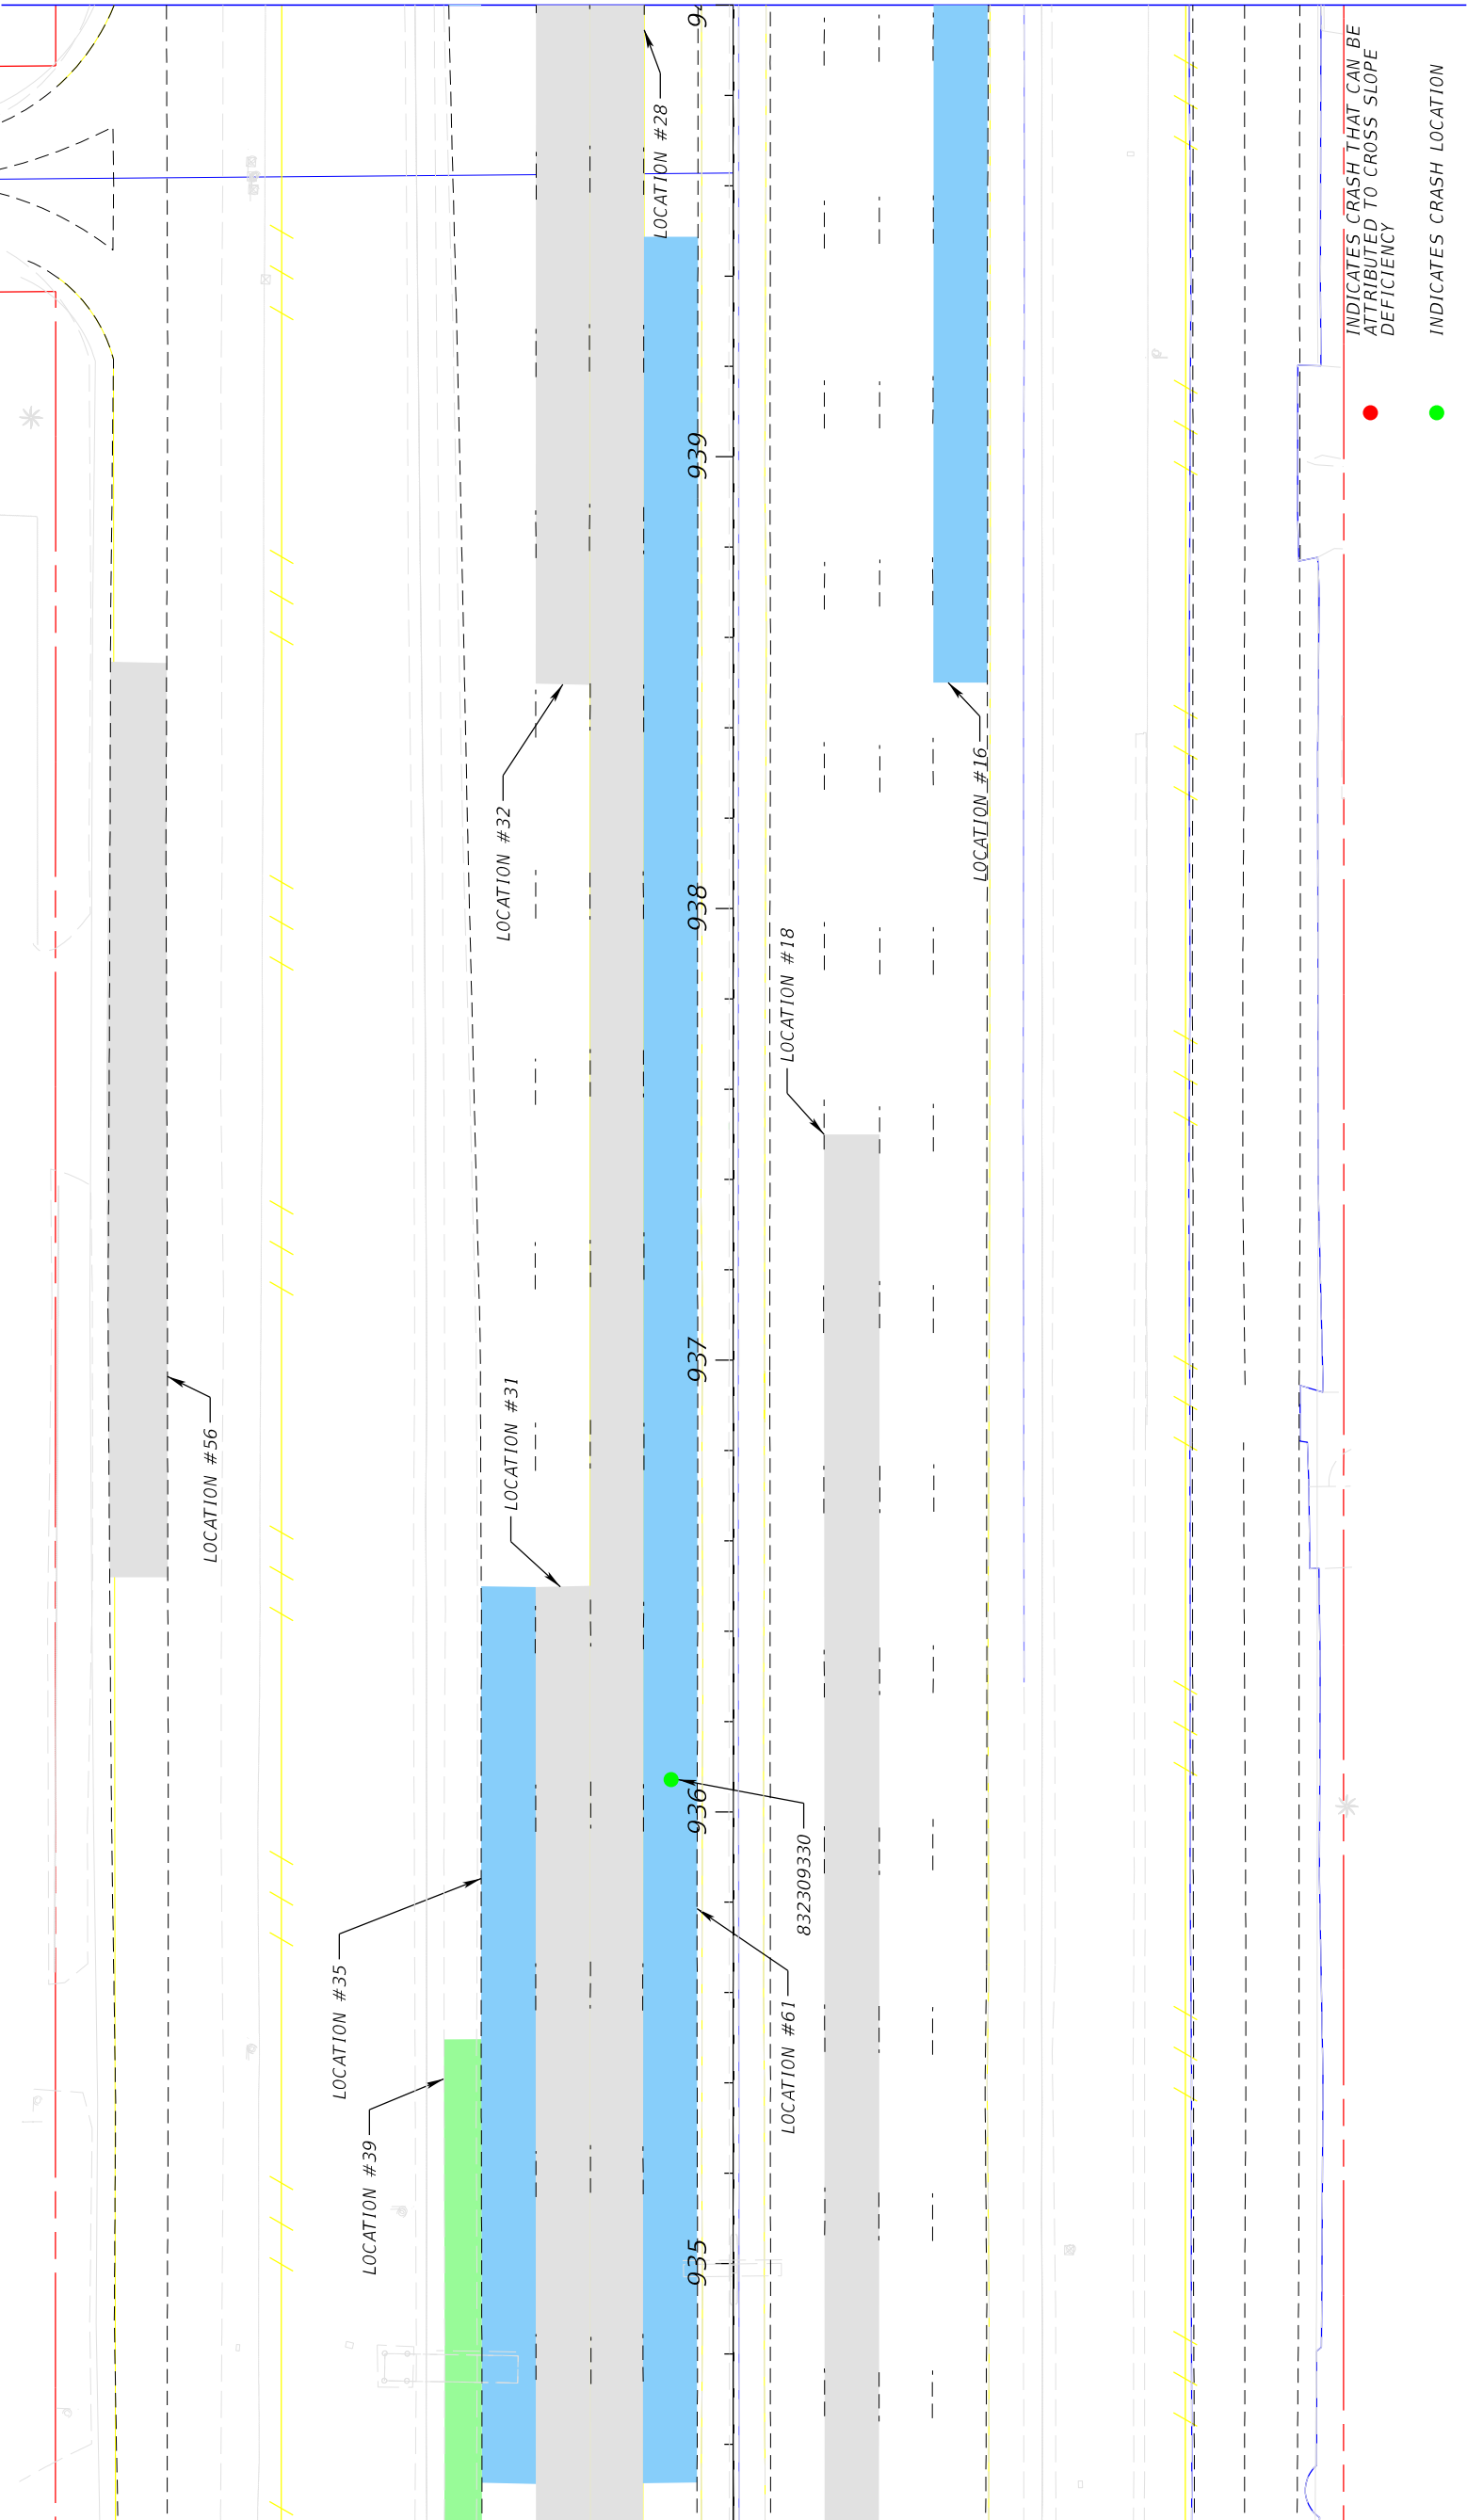 INDICATES CRASH THAT CAN BE
ATTRIBUTED TO CROSS SLOPE
DEFICIENCY
INDICATES CRASH LOCATION
LOCATION #28
939
LOCATION #32
LOCATION #16
938
LOCATION #18
937
LOCATION #31
LOCATION #56
936
832309330
LOCATION #35
LOCATION #61
LOCATION #39
935